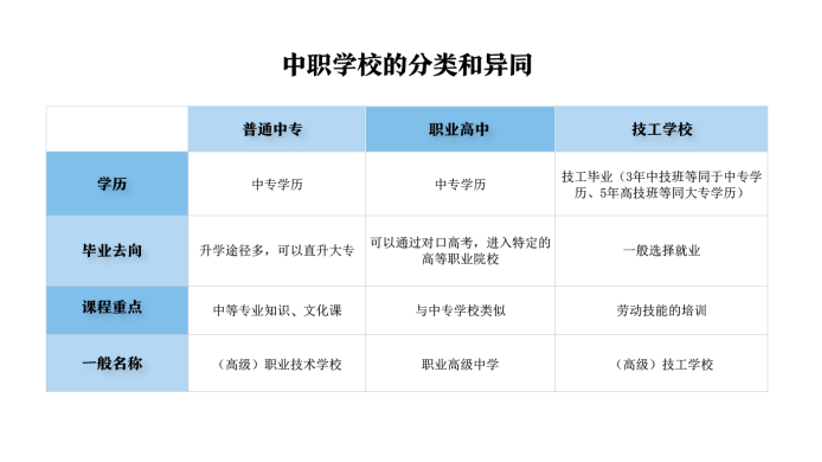 中职学校的分类和异同
普通中专
职业高中
技工学校
学历
中专学历
中专学历
技工毕业（3年中技班等同于中专学
历、5年高技班等同大专学历）
毕业去向
升学途径多，可以直升大专
可以通过对口高考，进入特定的
高等职业院校
一般选择就业
课程重点
中等专业知识、文化课
与中专学校类似
劳动技能的培训
一般名称
（高级）职业技术学校
职业高级中学
（高级）技工学校